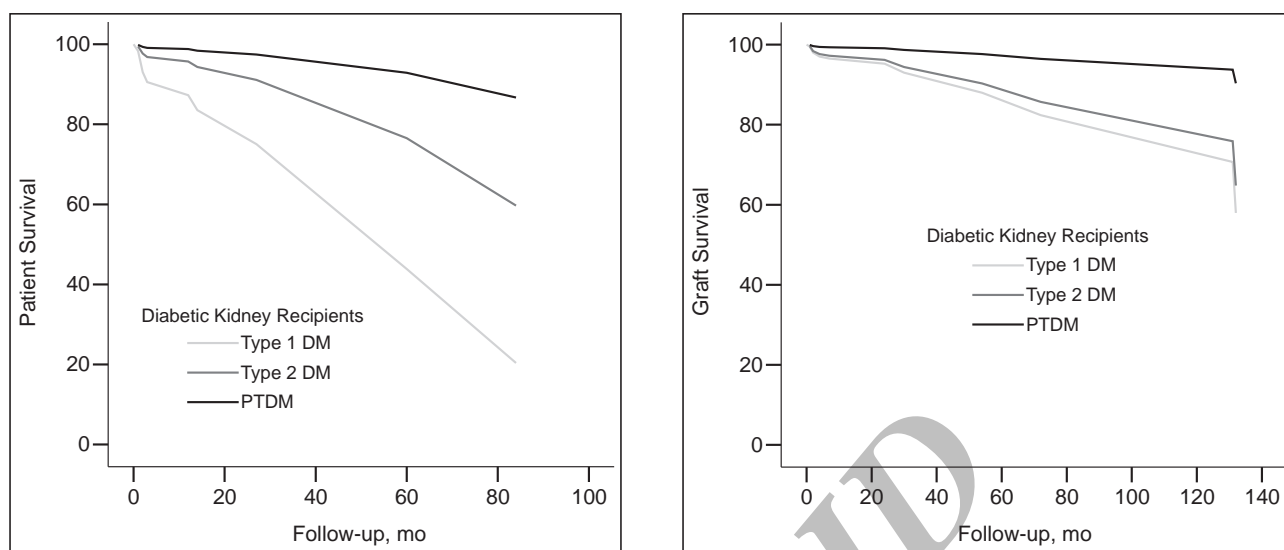 100
80
60
40
20
0
Patient Survival
Diabetic Kidney Recipients
Type 1 DM
Type 2 DM
PTDM
0 20 40 60 80 100
Follow-up, mo
100
80
60
40
20
0
Graft Survival
Diabetic Kidney Recipients
Type 1 DM
Type 2 DM
PTDM
0 20 40 60 80 100 120 140
Follow-up, mo